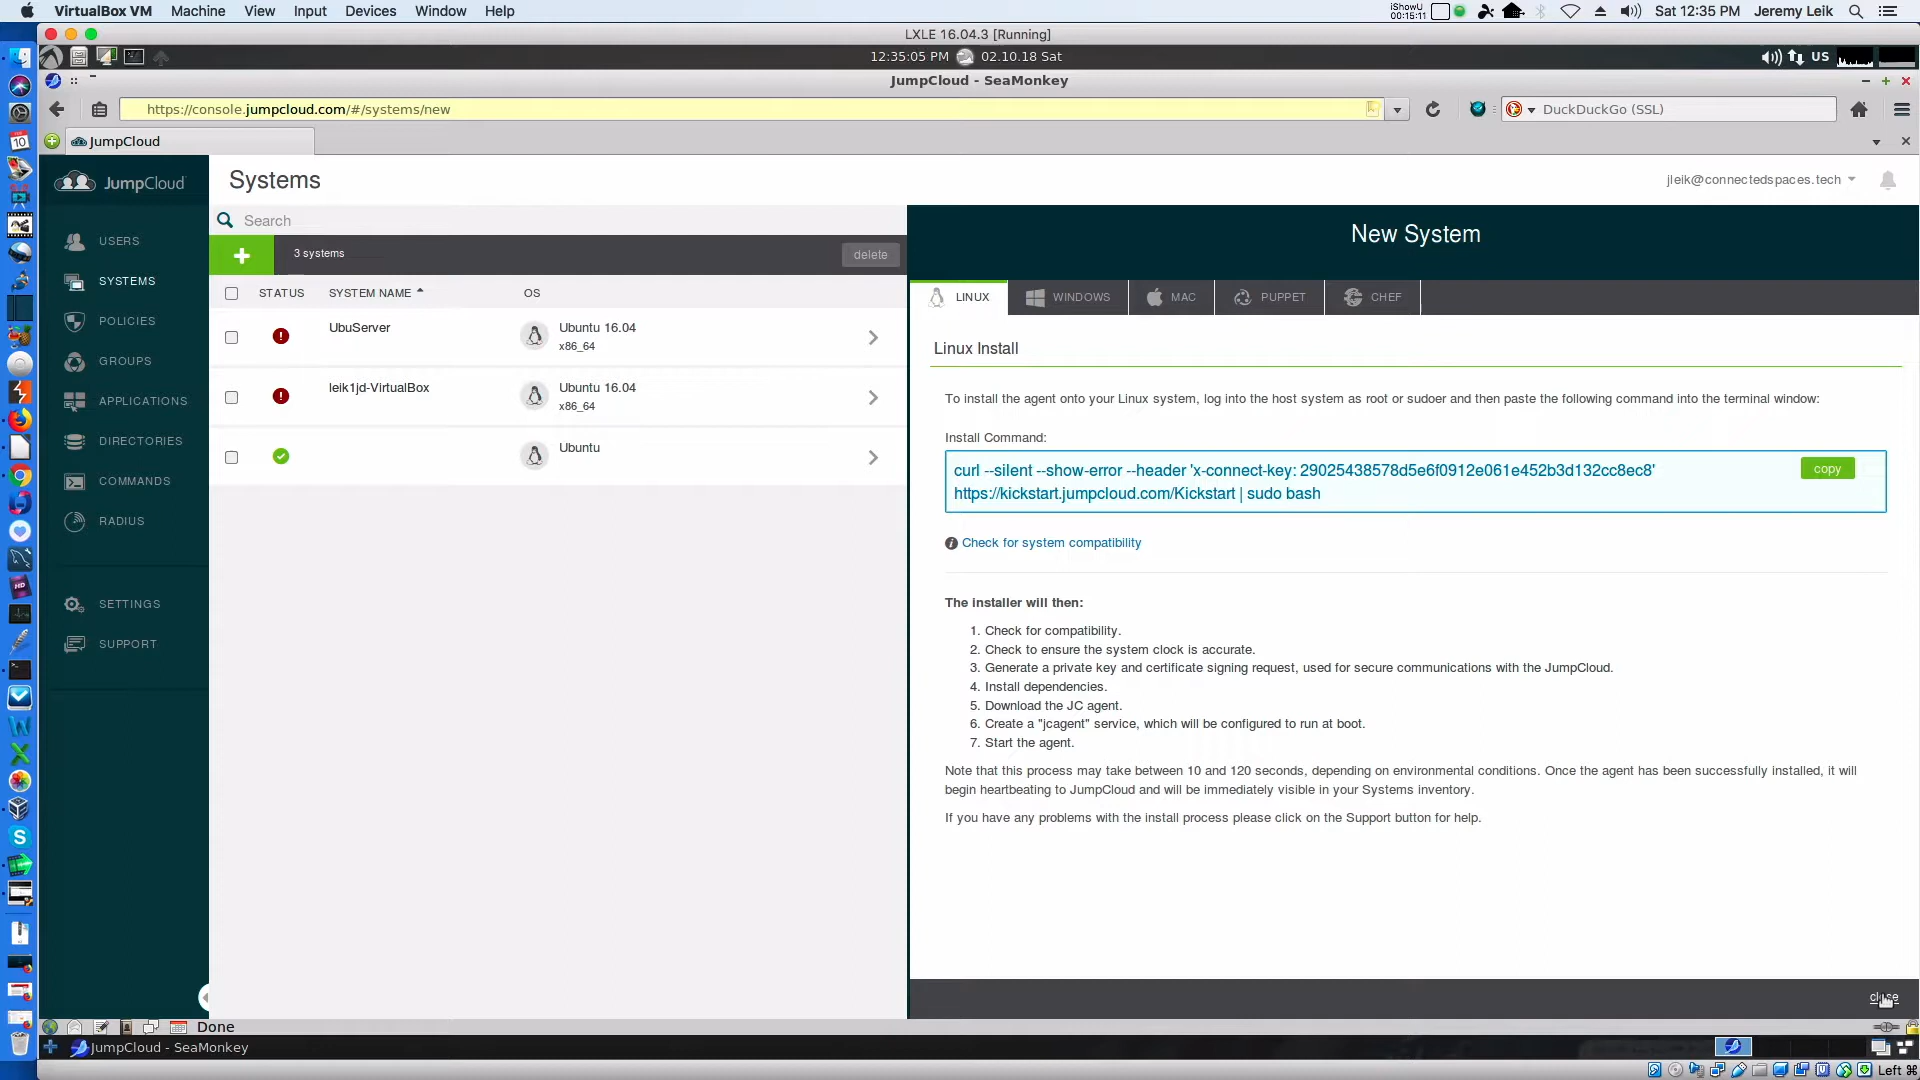 VirtualBox VM Machine View Input Devices Window Help
iShowU
00:15:11
Sat 12:35 PM Jeremy Leik
LXLE 16.04.3 [Running]
12:35:05 PM 02.10.18 Sat
US
JumpCloud - SeaMonkey
https://console.jumpcloud.com/#/systems/new
DuckDuckGo (SSL)
JumpCloud
JumpCloud
Systems
jleik@connectedspaces.tech
Search
3 systems
delete
STATUS SYSTEM NAME OS
UbuServer
Ubuntu 16.04
x86_64
leik1jd-VirtualBox
Ubuntu 16.04
x86_64
Ubuntu
USERS
SYSTEMS
POLICIES
GROUPS
APPLICATIONS
DIRECTORIES
COMMANDS
RADIUS
SETTINGS
SUPPORT
New System
LINUX WINDOWS MAC PUPPET CHEF
Linux Install
To install the agent onto your Linux system, log into the host system as root or sudoer and then paste the following command into the terminal window:
Install Command:
curl --silent --show-error --header 'x-connect-key: 29025438578d5e6f0912e061e452b3d132cc8ec8'
https://kickstart.jumpcloud.com/Kickstart | sudo bash
copy
Check for system compatibility
The installer will then:
1. Check for compatibility.
2. Check to ensure the system clock is accurate.
3. Generate a private key and certificate signing request, used for secure communications with the JumpCloud.
4. Install dependencies.
5. Download the JC agent.
6. Create a "jcagent" service, which will be configured to run at boot.
7. Start the agent.
Note that this process may take between 10 and 120 seconds, depending on environmental conditions. Once the agent has been successfully installed, it will
begin heartbeating to JumpCloud and will be immediately visible in your Systems inventory.
If you have any problems with the install process please click on the Support button for help.
close
Done
JumpCloud - SeaMonkey
Left ⌘